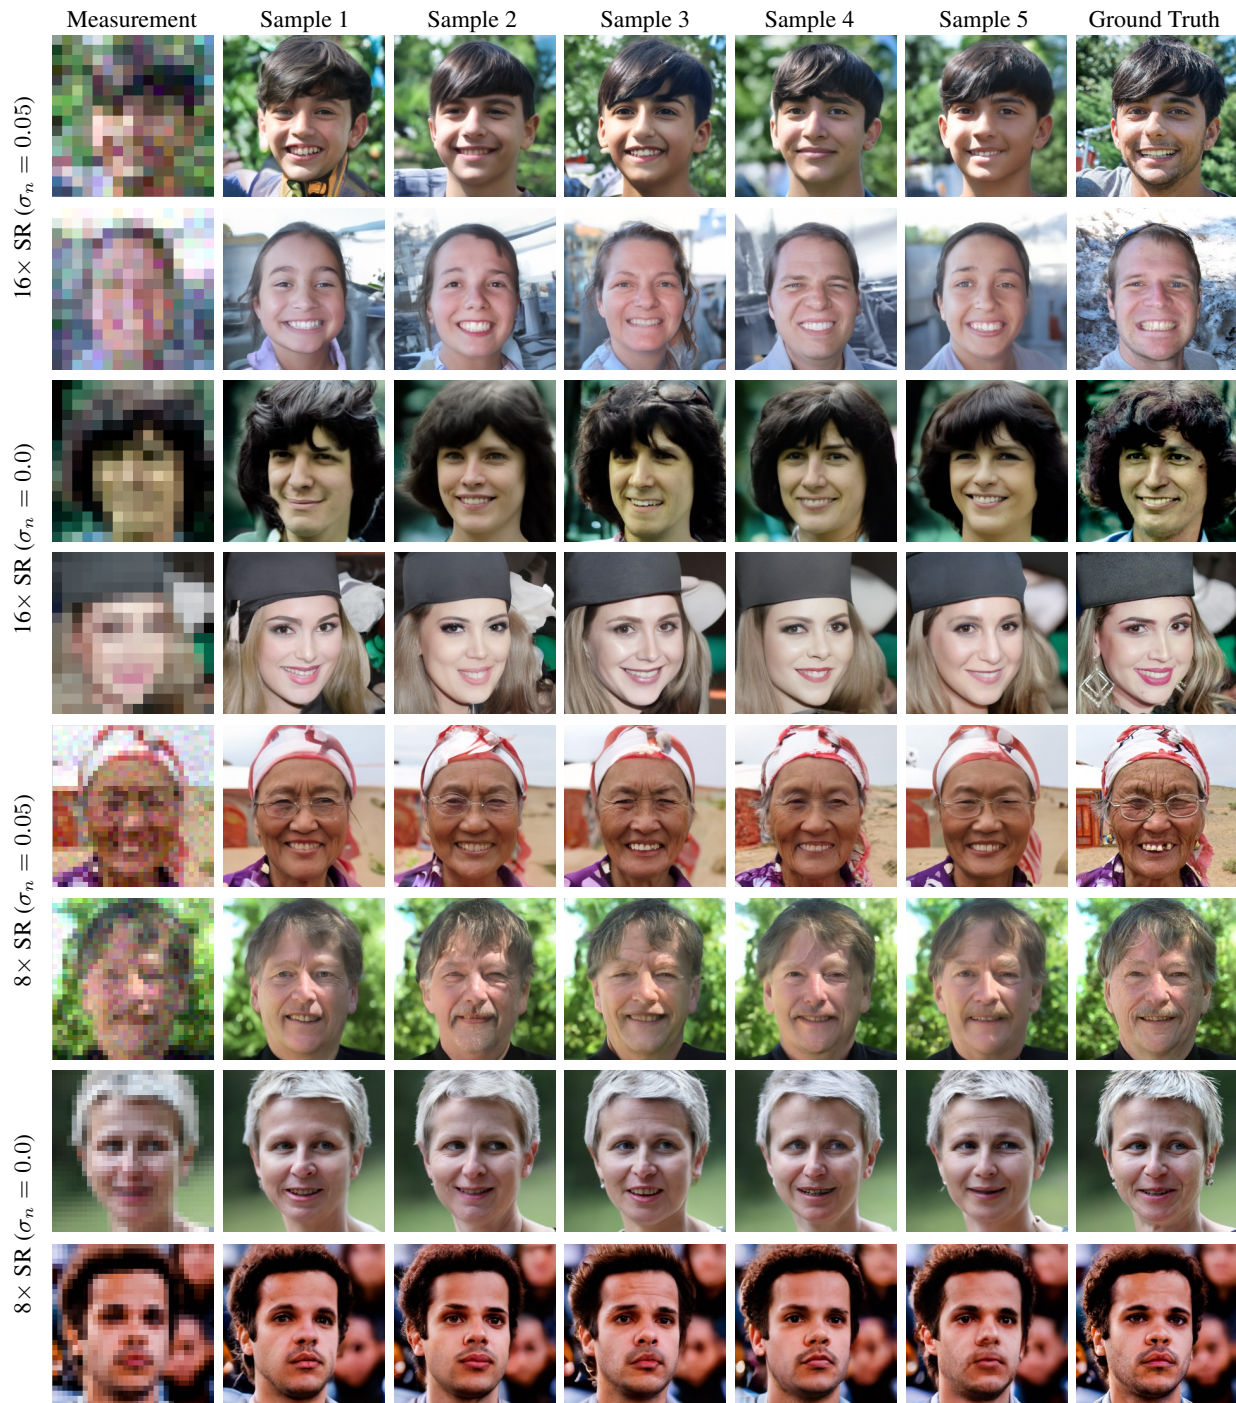 Measurement
Sample 1
Sample 2
Sample 3
Sample 4
Sample 5
Ground Truth
16× SR (σₙ = 0.05)
16× SR (σₙ = 0.0)
8× SR (σₙ = 0.05)
8× SR (σₙ = 0.0)